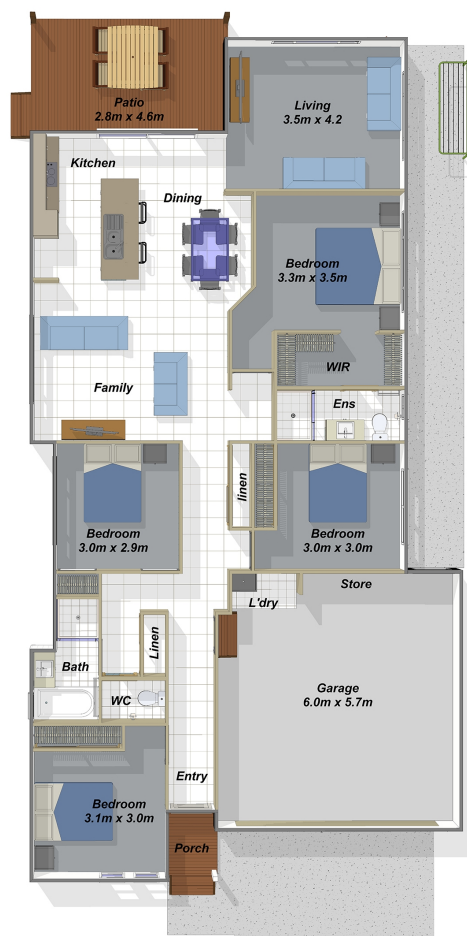 Patio
2.8m x 4.6m
Living
3.5m x 4.2
Kitchen
Dining
Bedroom
3.3m x 3.5m
WIR
Family
Ens
linen
Bedroom
3.0m x 2.9m
Bedroom
3.0m x 3.0m
Store
L'dry
Linen
Bath
WC
Garage
6.0m x 5.7m
Entry
Bedroom
3.1m x 3.0m
Porch